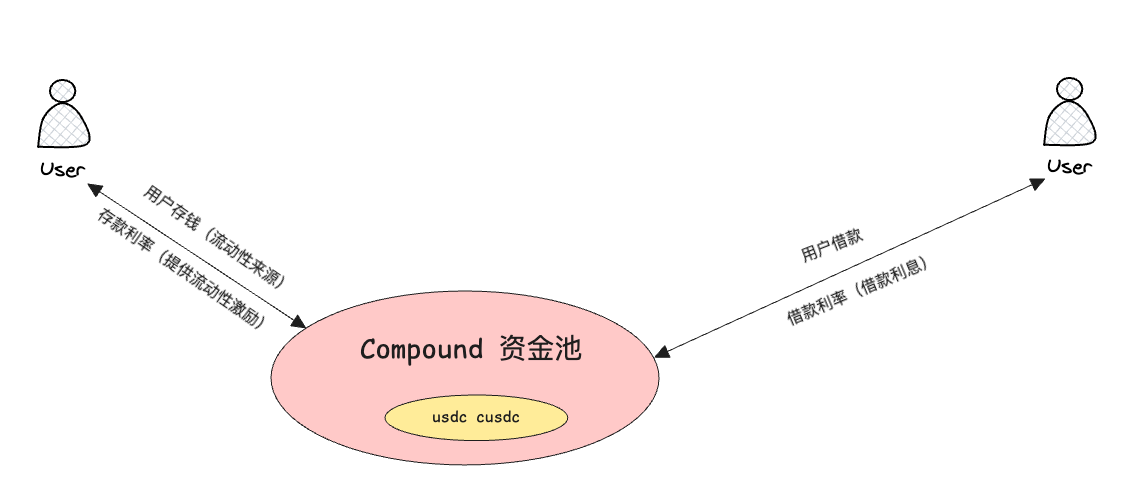 User
User
用户存钱（流动性来源）
存款利率（提供流动性激励）
用户借款
借款利率（借款利息）
Compound 资金池
usdc cusdc